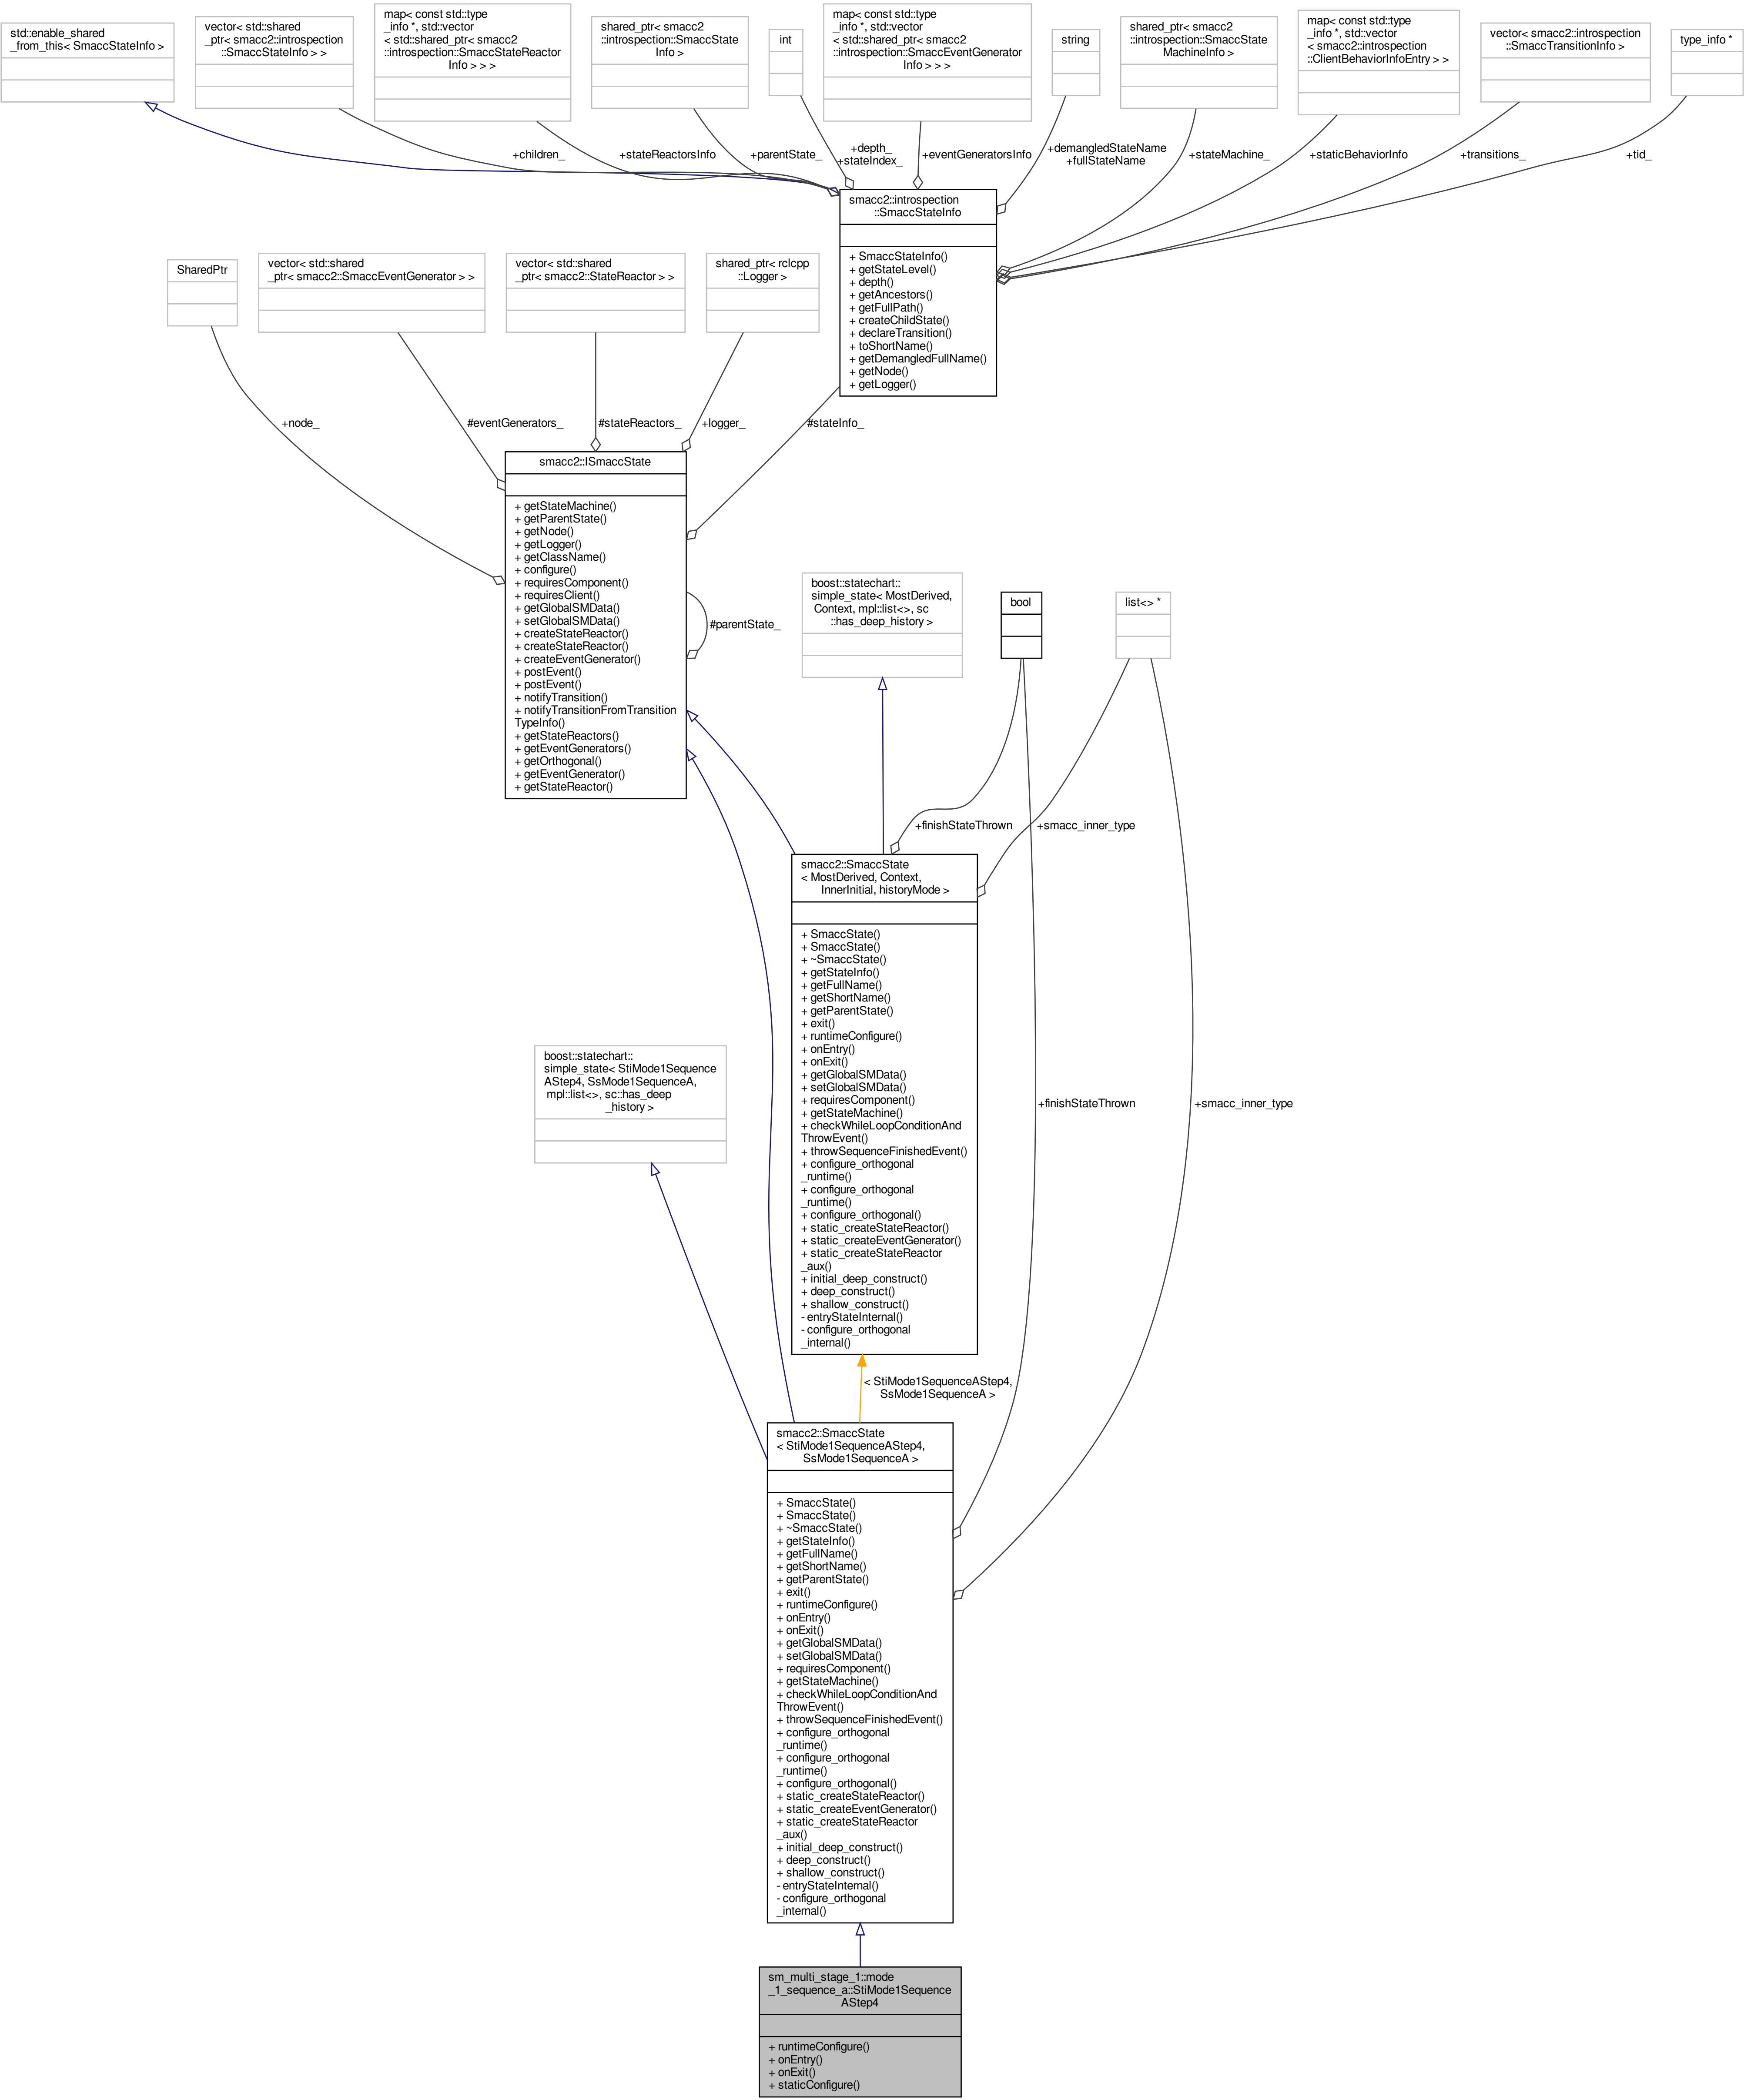 std::enable_shared
_from_this< SmaccStateInfo >
vector< std::shared
_ptr< smacc2::introspection
::SmaccStateInfo > >
map< const std::type
_info *, std::vector
< std::shared_ptr< smacc2
::introspection::SmaccStateReactor
Info > > >
shared_ptr< smacc2
::introspection::SmaccState
Info >
int
map< const std::type
_info *, std::vector
< std::shared_ptr< smacc2
::introspection::SmaccEventGenerator
Info > > >
string
shared_ptr< smacc2
::introspection::SmaccState
MachineInfo >
map< const std::type
_info *, std::vector
< smacc2::introspection
::ClientBehaviorInfoEntry > >
vector< smacc2::introspection
::SmaccTransitionInfo >
type_info *
+children_
+stateReactorsInfo
+parentState_
+depth_
+stateIndex_
+eventGeneratorsInfo
+demangledStateName
+fullStateName
+stateMachine_
+staticBehaviorInfo
+transitions_
+tid_
smacc2::introspection
::SmaccStateInfo
+ SmaccStateInfo()
+ getStateLevel()
+ depth()
+ getAncestors()
+ getFullPath()
+ createChildState()
+ declareTransition()
+ toShortName()
+ getDemangledFullName()
+ getNode()
+ getLogger()
SharedPtr
vector< std::shared
_ptr< smacc2::SmaccEventGenerator > >
vector< std::shared
_ptr< smacc2::StateReactor > >
shared_ptr< rclcpp
::Logger >
+node_
#eventGenerators_
#stateReactors_
+logger_
#stateInfo_
smacc2::ISmaccState
+ getStateMachine()
+ getParentState()
+ getNode()
+ getLogger()
+ getClassName()
+ configure()
+ requiresComponent()
+ requiresClient()
+ getGlobalSMData()
+ setGlobalSMData()
+ createStateReactor()
+ createStateReactor()
+ createEventGenerator()
+ postEvent()
+ postEvent()
+ notifyTransition()
+ notifyTransitionFromTransition
TypeInfo()
+ getStateReactors()
+ getEventGenerators()
+ getOrthogonal()
+ getEventGenerator()
+ getStateReactor()
#parentState_
boost::statechart::
simple_state< MostDerived,
Context, mpl::list<>, sc
::has_deep_history >
bool
list<> *
+finishStateThrown
+smacc_inner_type
smacc2::SmaccState
< MostDerived, Context,
InnerInitial, historyMode >
+ SmaccState()
+ SmaccState()
+ ~SmaccState()
+ getStateInfo()
+ getFullName()
+ getShortName()
+ getParentState()
+ exit()
+ runtimeConfigure()
+ onEntry()
+ onExit()
+ getGlobalSMData()
+ setGlobalSMData()
+ requiresComponent()
+ getStateMachine()
+ checkWhileLoopConditionAnd
ThrowEvent()
+ throwSequenceFinishedEvent()
+ configure_orthogonal
_runtime()
+ configure_orthogonal
_runtime()
+ configure_orthogonal()
+ static_createStateReactor()
+ static_createEventGenerator()
+ static_createStateReactor
_aux()
+ initial_deep_construct()
+ deep_construct()
+ shallow_construct()
- entryStateInternal()
- configure_orthogonal
_internal()
boost::statechart::
simple_state< StiMode1Sequence
AStep4, SsMode1SequenceA,
mpl::list<>, sc::has_deep
_history >
+finishStateThrown
+smacc_inner_type
< StiMode1SequenceAStep4,
SsMode1SequenceA >
smacc2::SmaccState
< StiMode1SequenceAStep4,
SsMode1SequenceA >
+ SmaccState()
+ SmaccState()
+ ~SmaccState()
+ getStateInfo()
+ getFullName()
+ getShortName()
+ getParentState()
+ exit()
+ runtimeConfigure()
+ onEntry()
+ onExit()
+ getGlobalSMData()
+ setGlobalSMData()
+ requiresComponent()
+ getStateMachine()
+ checkWhileLoopConditionAnd
ThrowEvent()
+ throwSequenceFinishedEvent()
+ configure_orthogonal
_runtime()
+ configure_orthogonal
_runtime()
+ configure_orthogonal()
+ static_createStateReactor()
+ static_createEventGenerator()
+ static_createStateReactor
_aux()
+ initial_deep_construct()
+ deep_construct()
+ shallow_construct()
- entryStateInternal()
- configure_orthogonal
_internal()
sm_multi_stage_1::mode
_1_sequence_a::StiMode1Sequence
AStep4
+ runtimeConfigure()
+ onEntry()
+ onExit()
+ staticConfigure()